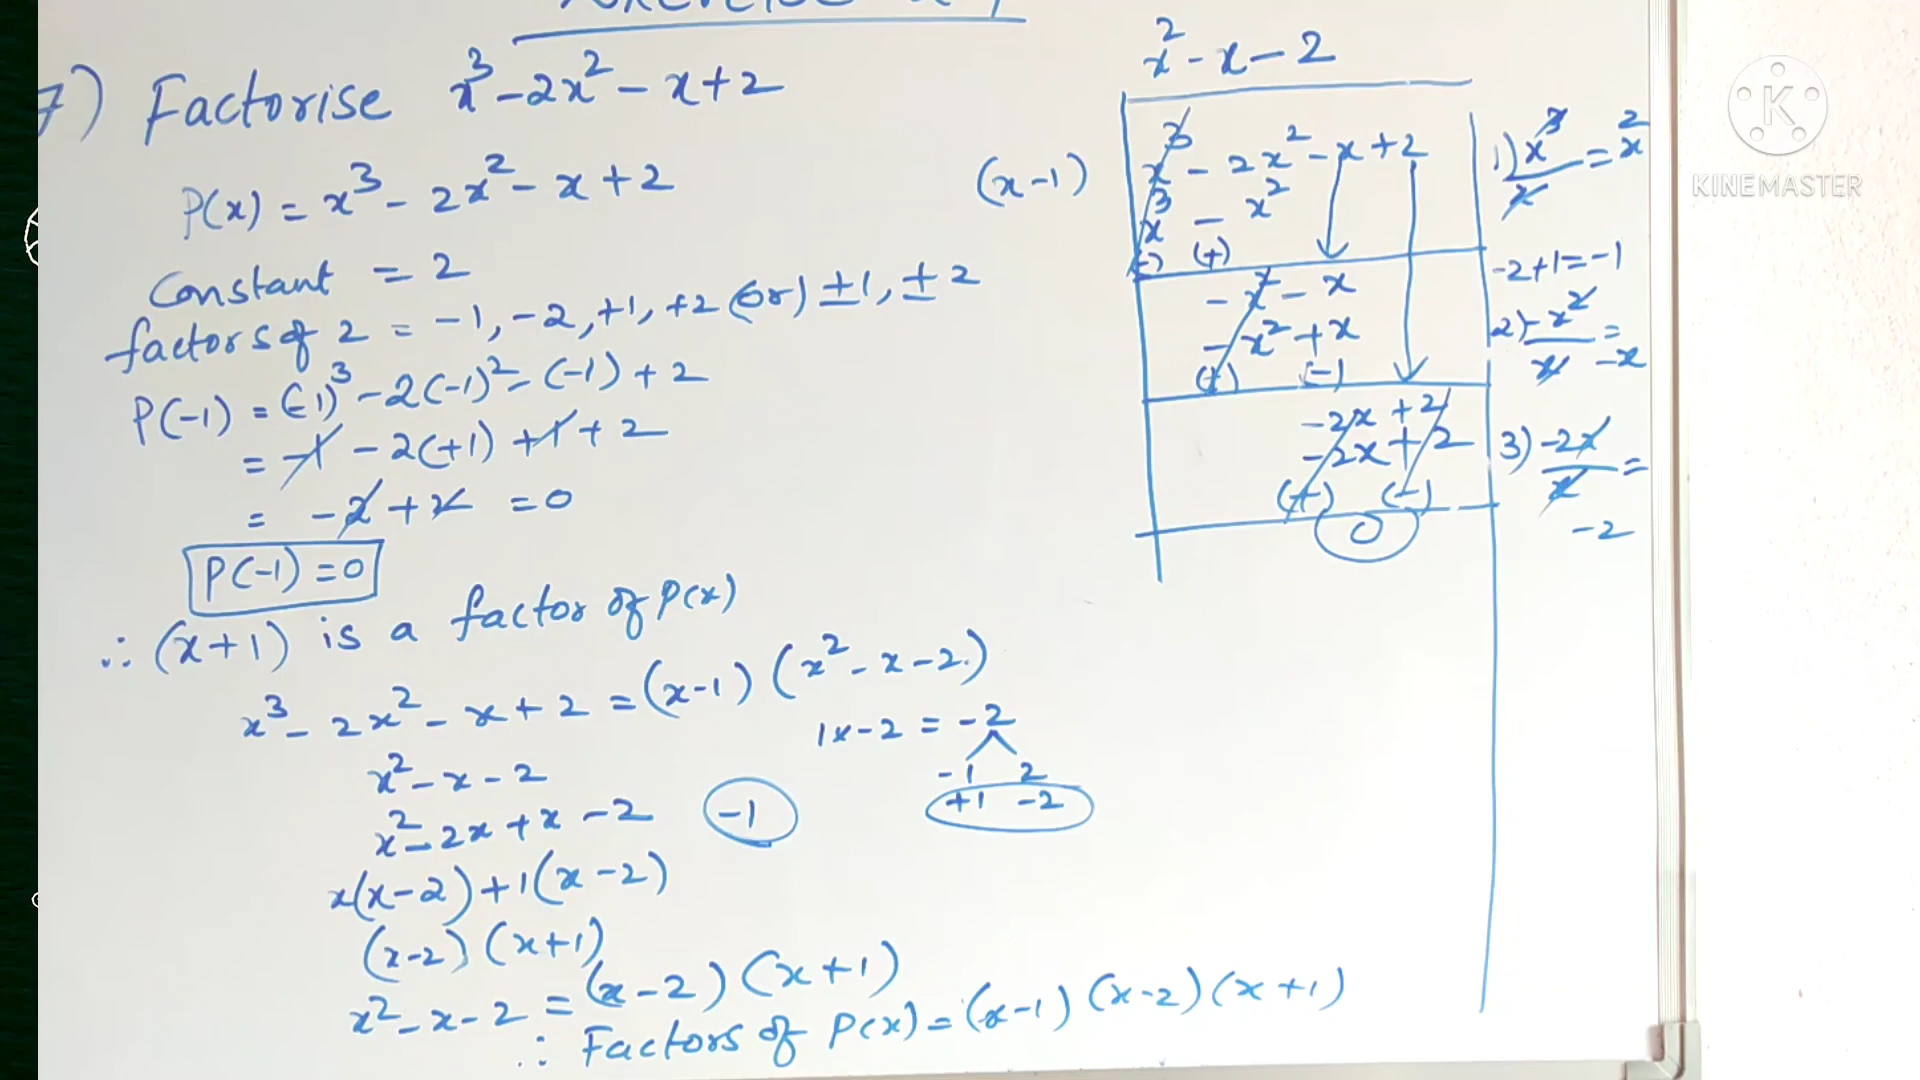 7) Factorise x³-2x²-x+2
P(x) = x³-2x²-x+2
Constant = 2
factors of 2 = -1,-2,+1,+2 (or) ±1,±2
P(-1) = (-1)³-2(-1)²-(-1)+2
= -1-2(+1)+1+2
= -2+2 =0
P(-1)=0
∴ (x+1) is a factor of P(x)
x³-2x²-x+2 = (x-1)(x²-x-2)
1x-2 = -2
-1 2
+1 -2
x²-x-2
x²-2x+x-2
-1
x(x-2)+1(x-2)
(x-2)(x+1)
x²-x-2 = (x-2)(x+1)
∴ Factors of P(x) = (x-1)(x-2)(x+1)
x²-x-2
(x-1) x³-2x²-x+2
x³-x²
(-) (+)
-x²-x
-x²+x
(+) (-)
-2x+2
-2x+2
(+) (-)
0
1) x³/x = x²
-2+1=-1
2) -x²/x = -x
3) -2x/x =
-2
KINEMASTER